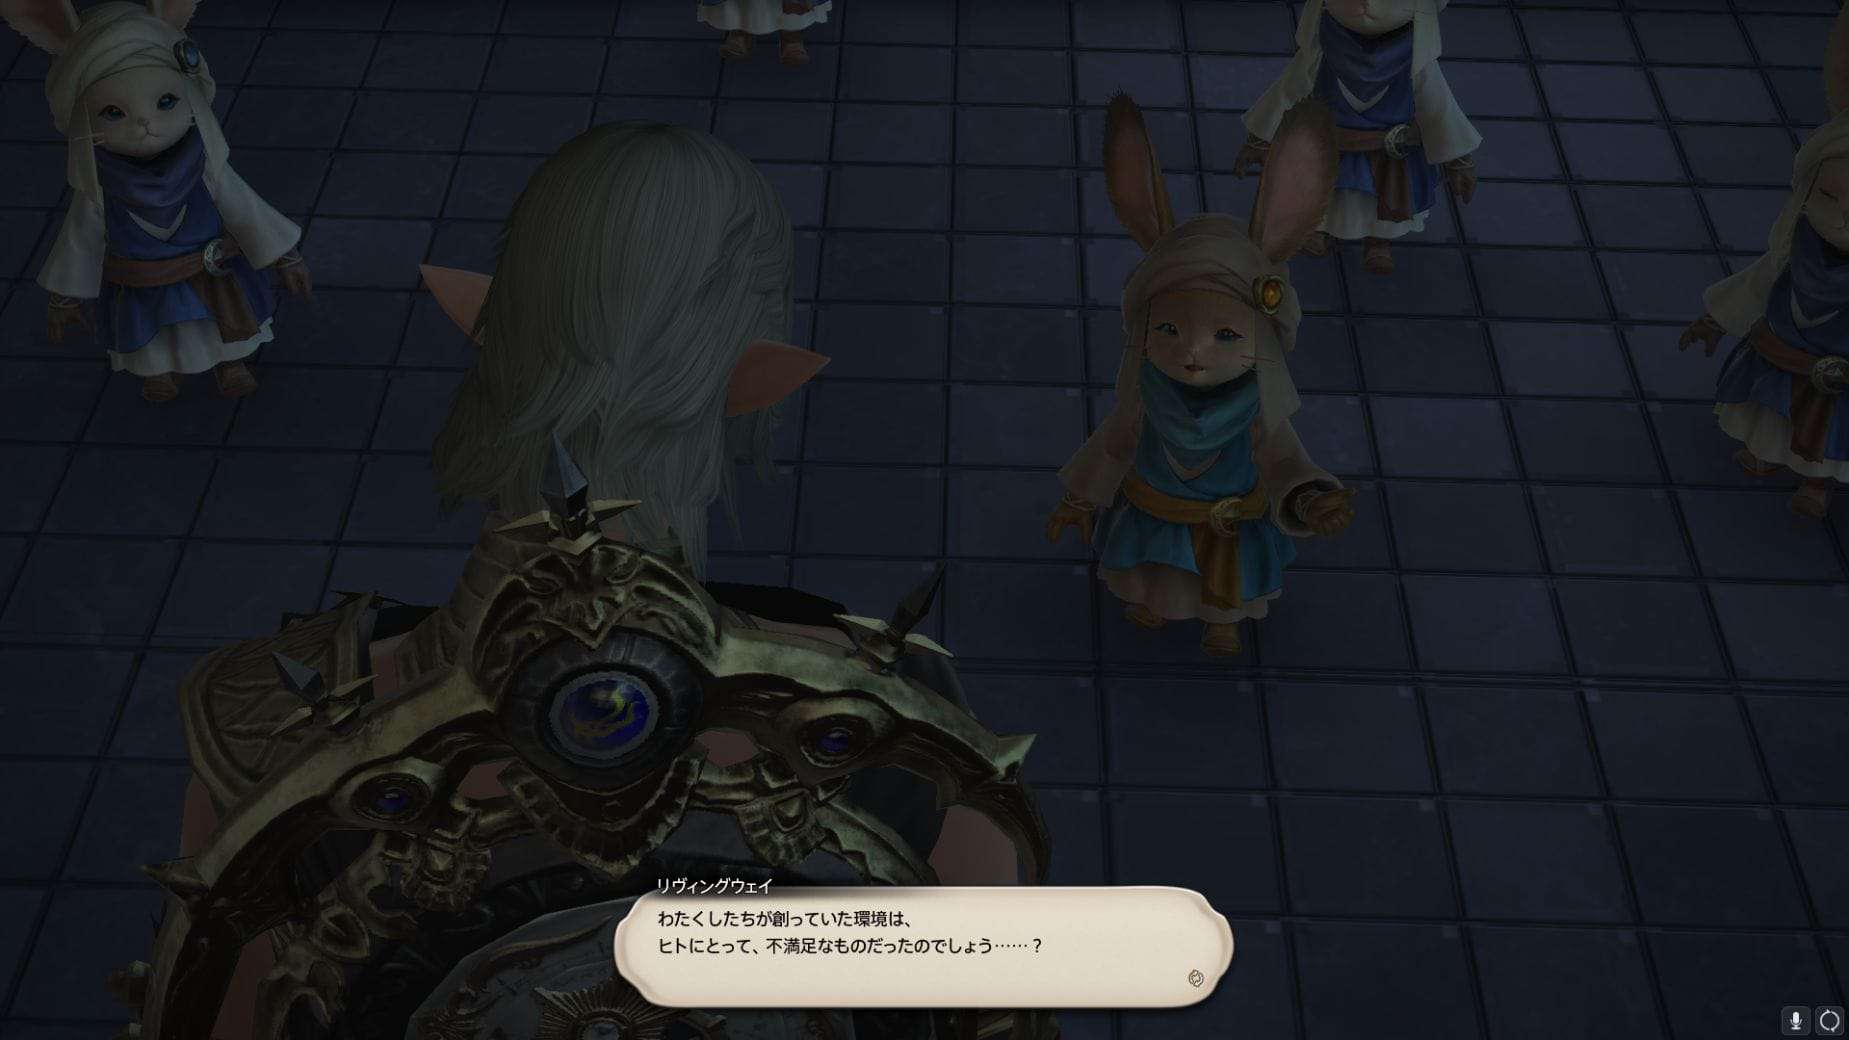 リヴィングウェイ
わたくしたちが創っていた環境は、
ヒトにとって、不満足なものだったのでしょう……？